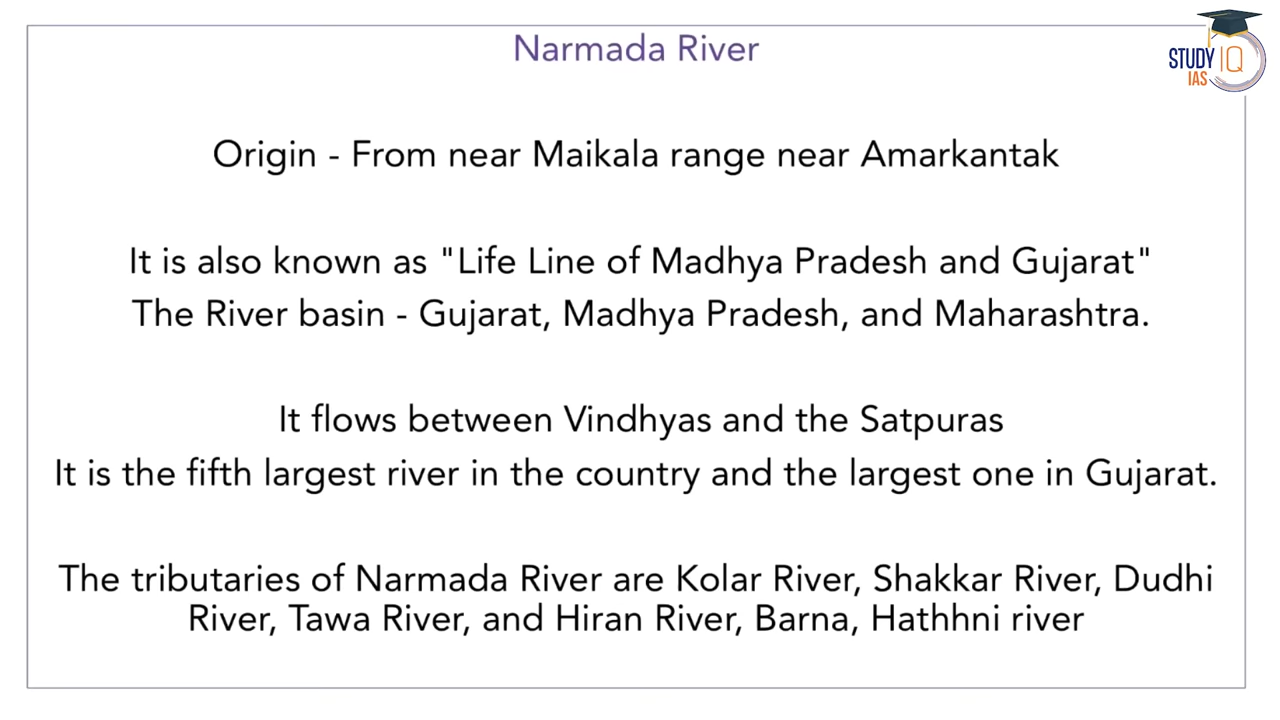 Narmada River
STUDY IQ
IAS
Origin - From near Maikala range near Amarkantak
It is also known as "Life Line of Madhya Pradesh and Gujarat"
The River basin - Gujarat, Madhya Pradesh, and Maharashtra.
It flows between Vindhyas and the Satpuras
It is the fifth largest river in the country and the largest one in Gujarat.
The tributaries of Narmada River are Kolar River, Shakkar River, Dudhi
River, Tawa River, and Hiran River, Barna, Hathhni river